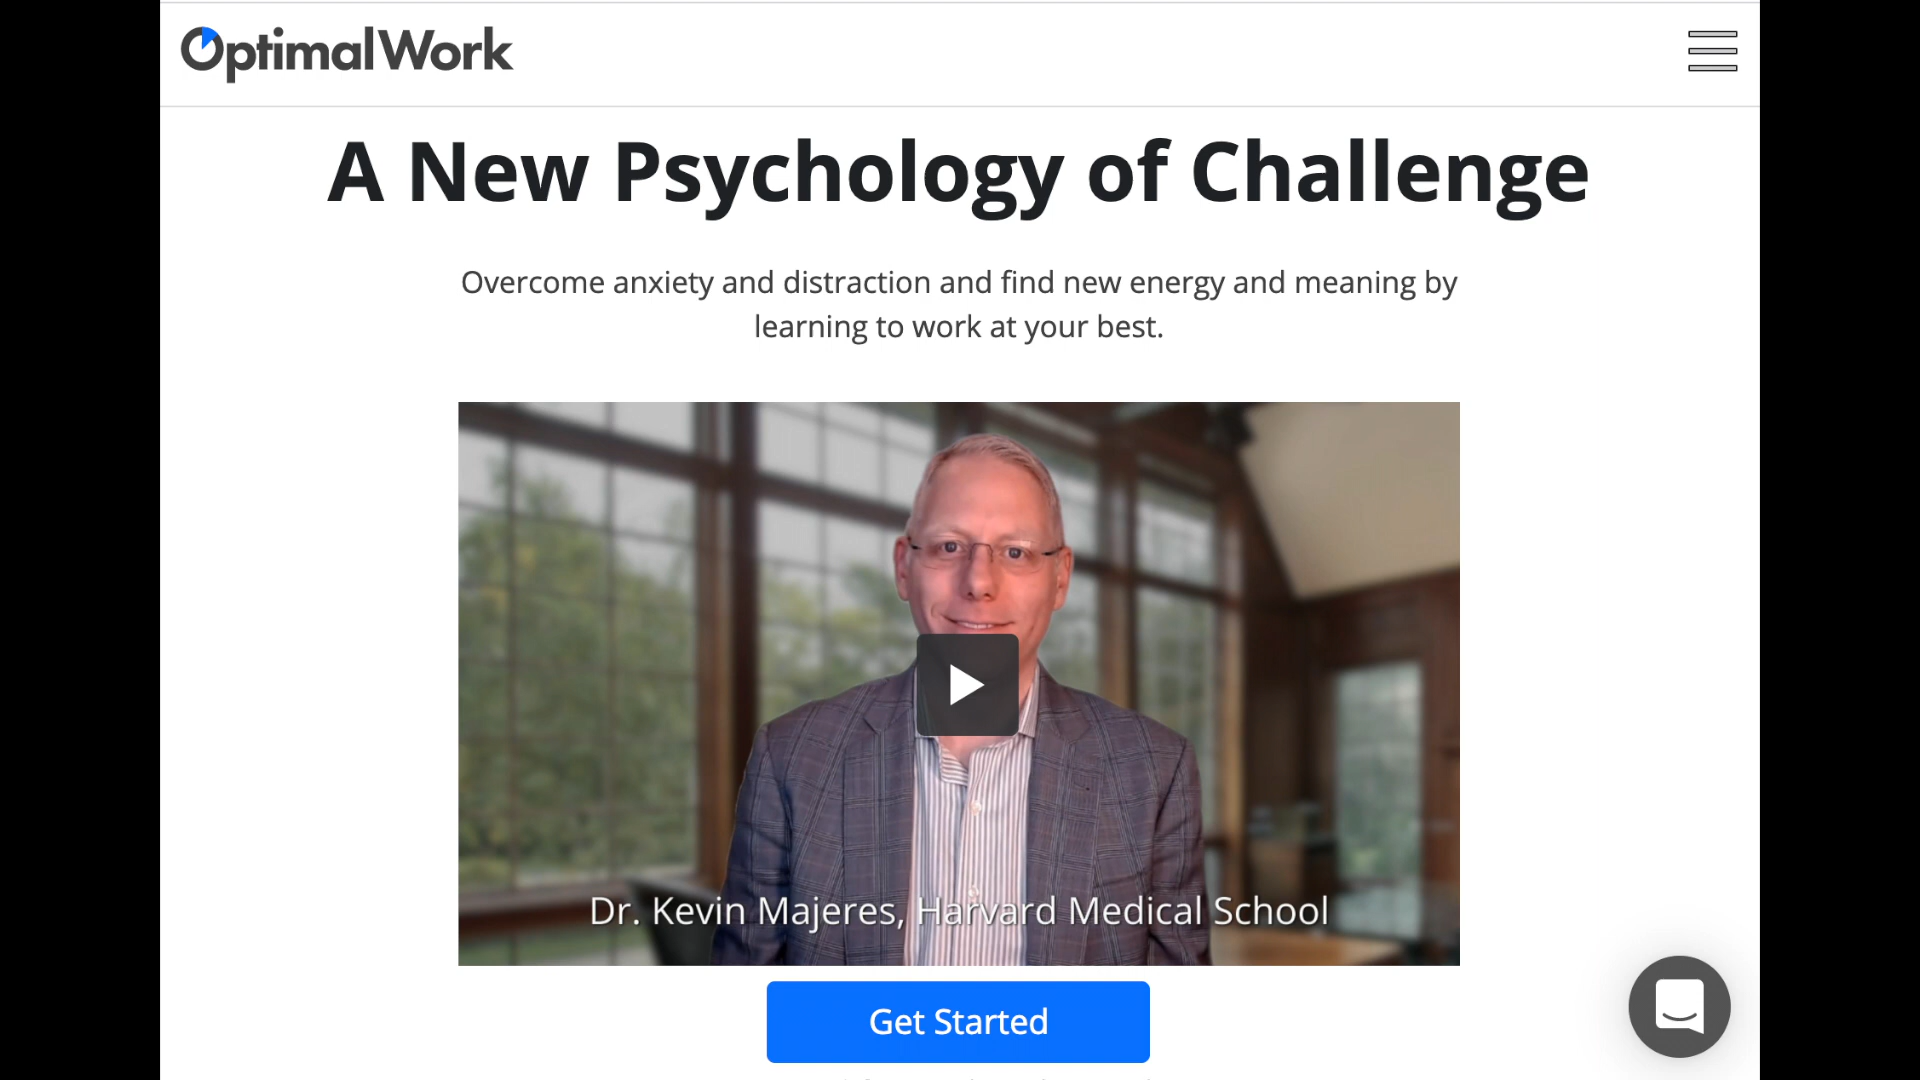 OptimalWork
A New Psychology of Challenge
Overcome anxiety and distraction and find new energy and meaning by
learning to work at your best.
Dr. Kevin Majeres, Harvard Medical School
Get Started